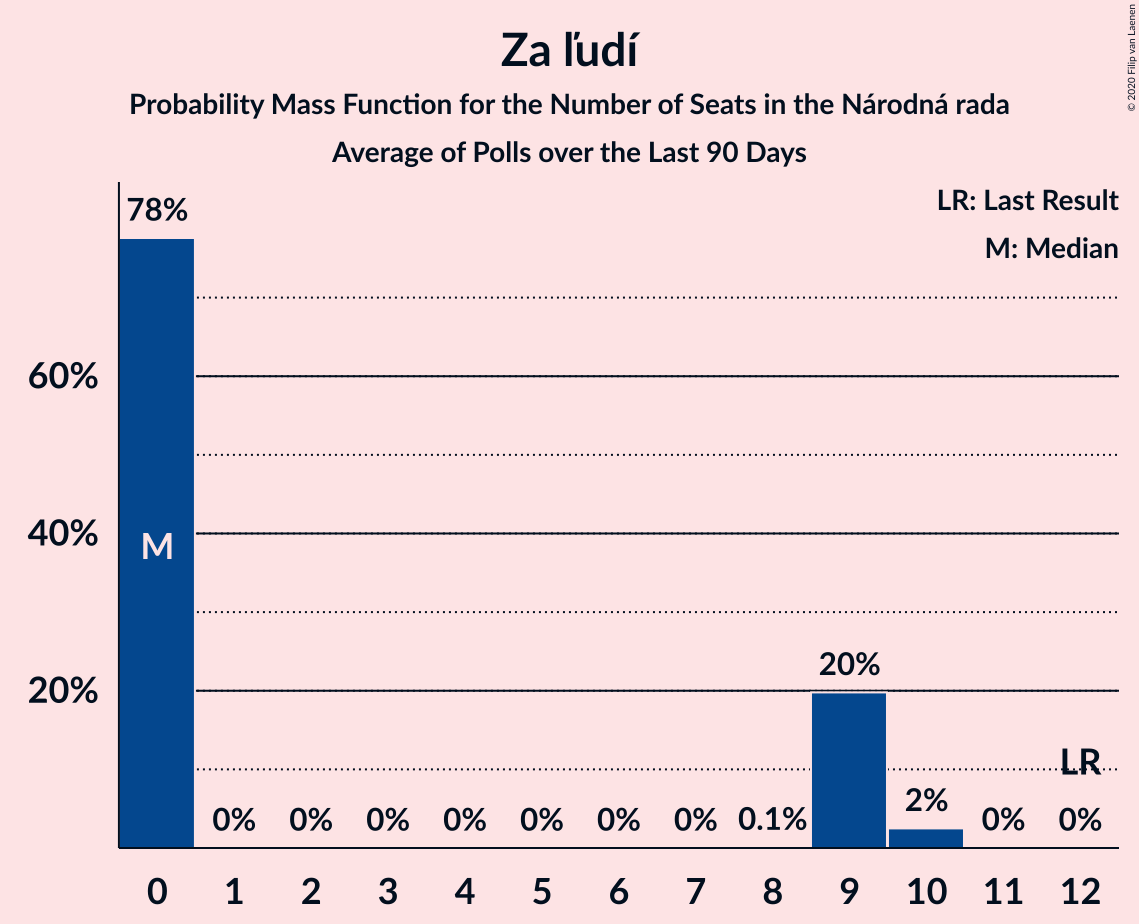 Za ľudí
Probability Mass Function for the Number of Seats in the Národná rada
Average of Polls over the Last 90 Days
© 2020 Filip van Laenen
LR: Last Result
M: Median
78%
60%
40%
20%
M
0%
0%
0%
0%
0%
0%
0%
0.1%
20%
2%
0%
LR
0%
0 1 2 3 4 5 6 7 8 9 10 11 12